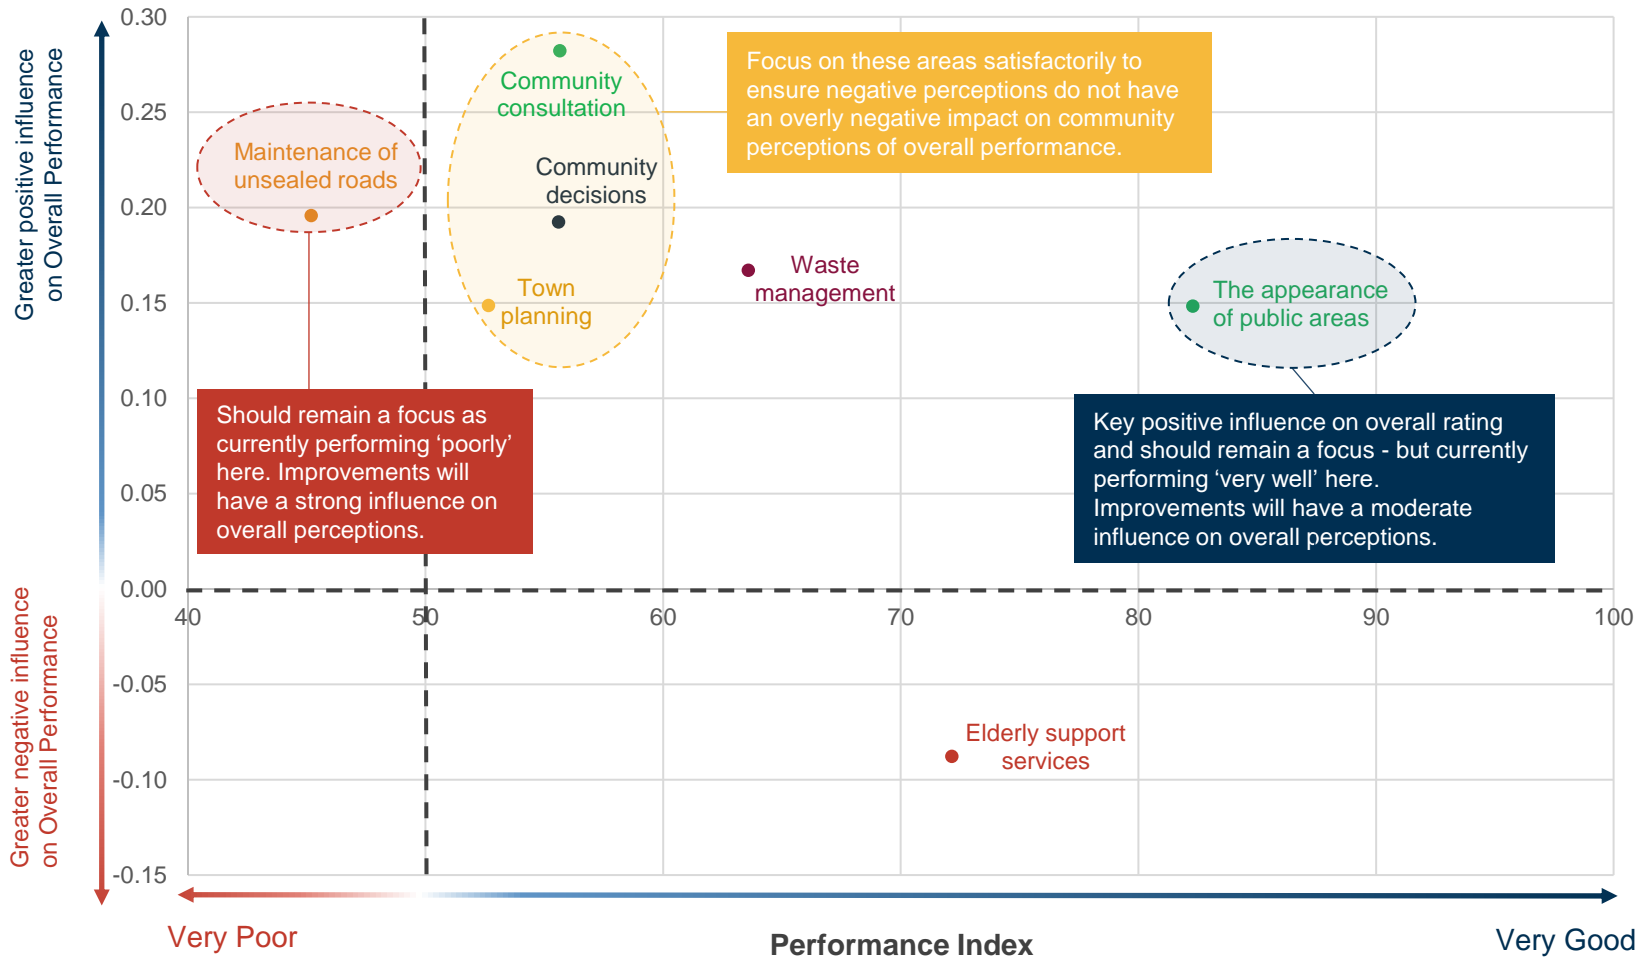 Greater positive influence
on Overall Performance
Greater negative influence
on Overall Performance
0.30
0.25
0.20
0.15
0.10
0.05
0.00
-0.05
-0.10
-0.15
40
50
60
70
80
90
100
Community
consultation
Maintenance of
unsealed roads
Community
decisions
Town
planning
Waste
management
The appearance
of public areas
Elderly support
services
Focus on these areas satisfactorily to
ensure negative perceptions do not have
an overly negative impact on community
perceptions of overall performance.
Should remain a focus as
currently performing ‘poorly’
here. Improvements will
have a strong influence on
overall perceptions.
Key positive influence on overall rating
and should remain a focus - but currently
performing ‘very well’ here.
Improvements will have a moderate
influence on overall perceptions.
Very Poor
Performance Index
Very Good